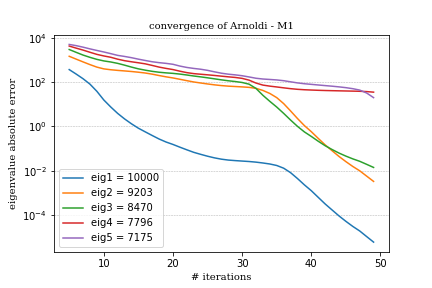 convergence of Arnoldi - M1
eigenvalue absolute error
10^4
10^2
10^0
10^−2
10^−4
eig1 = 10000
eig2 = 9203
eig3 = 8470
eig4 = 7796
eig5 = 7175
10 20 30 40 50
# iterations